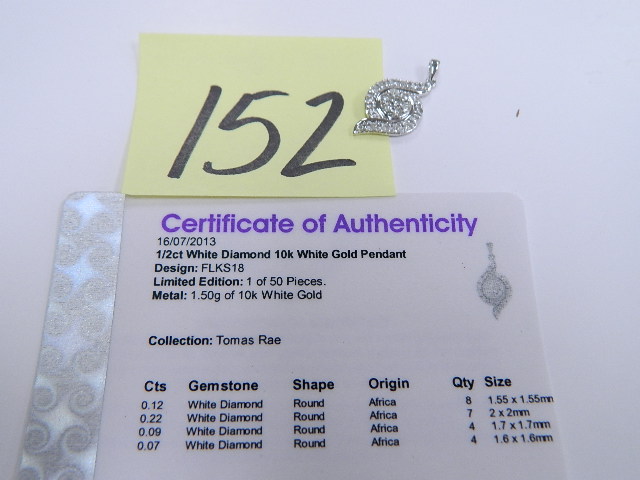 152
Certificate of Authenticity
16/07/2013
1/2ct White Diamond 10k White Gold Pendant
Design: FLKS18
Limited Edition: 1 of 50 Pieces.
Metal: 1.50g of 10k White Gold
Collection: Tomas Rae
Cts Gemstone Shape Origin Qty Size
0.12 White Diamond Round Africa 8 1.55 x 1.55mm
0.22 White Diamond Round Africa 7 2 x 2mm
0.09 White Diamond Round Africa 4 1.7 x 1.7mm
0.07 White Diamond Round Africa 4 1.6 x 1.6mm